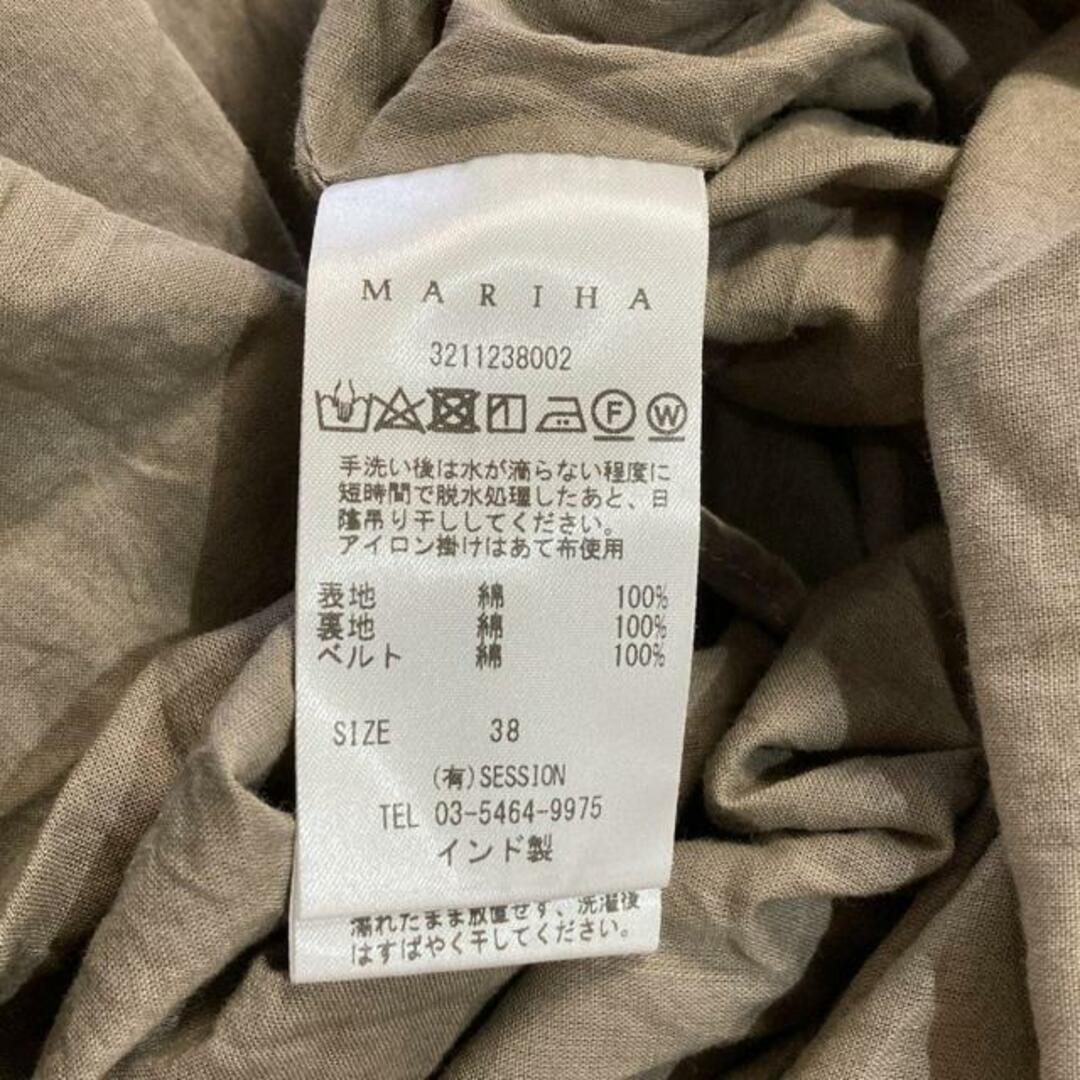 MARIHA
3211238002
F W
手洗い後は水が滴らない程度に
短時間で脱水処理したあと、日
陰吊り干ししてください。
アイロン掛けはあて布使用
表地 綿 100%
裏地 綿 100%
ベルト 綿 100%
SIZE 38
(有)SESSION
TEL 03-5464-9975
インド製
濡れたまま放置せず、洗濯後
はすばやく干してください。